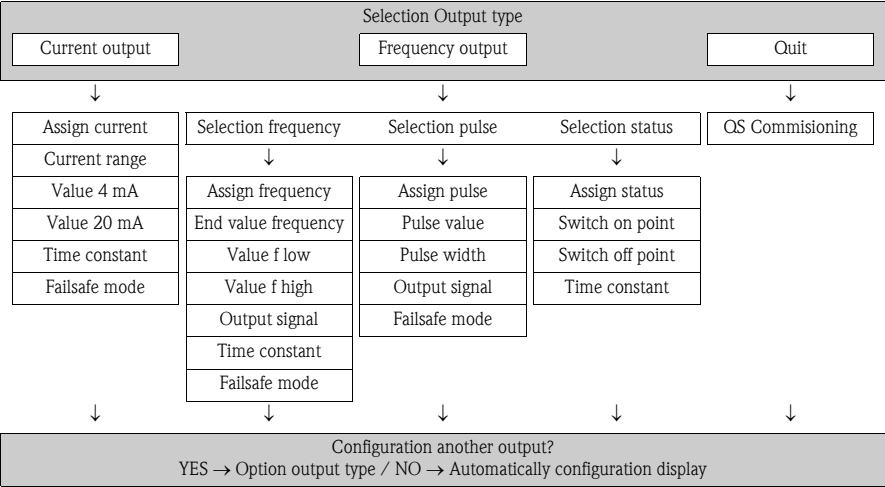 Selection Output type
Current output Frequency output Quit
↓ ↓ ↓
Assign current Selection frequency Selection pulse Selection status QS Commisioning
Current range ↓ ↓ ↓
Value 4 mA Assign frequency Assign pulse Assign status
Value 20 mA End value frequency Pulse value Switch on point
Time constant Value f low Pulse width Switch off point
Failsafe mode Value f high Output signal Time constant
Output signal Failsafe mode
Time constant
Failsafe mode
↓ ↓ ↓ ↓ ↓
Configuration another output?
YES → Option output type / NO → Automatically configuration display